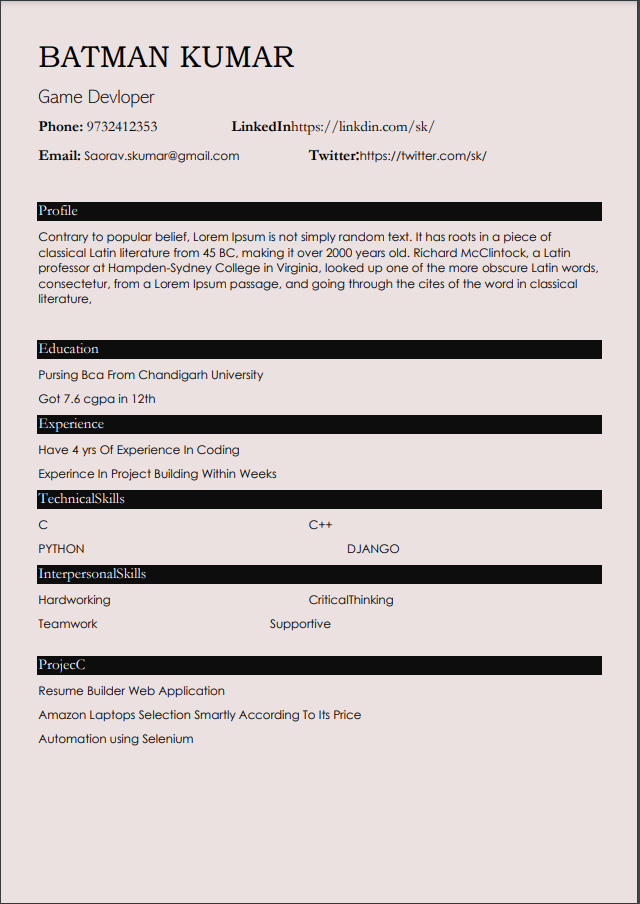 BATMAN KUMAR
Game Devloper
Phone: 9732412353 LinkedInhttps://linkdin.com/sk/
Email: Saorav.skumar@gmail.com Twitter:https://twitter.com/sk/
Profile
Contrary to popular belief, Lorem Ipsum is not simply random text. It has roots in a piece of
classical Latin literature from 45 BC, making it over 2000 years old. Richard McClintock, a Latin
professor at Hampden-Sydney College in Virginia, looked up one of the more obscure Latin words,
consectetur, from a Lorem Ipsum passage, and going through the cites of the word in classical
literature,
Education
Pursing Bca From Chandigarh University
Got 7.6 cgpa in 12th
Experience
Have 4 yrs Of Experience In Coding
Experince In Project Building Within Weeks
TechnicalSkills
C C++
PYTHON DJANGO
InterpersonalSkills
Hardworking CriticalThinking
Teamwork Supportive
ProjecC
Resume Builder Web Application
Amazon Laptops Selection Smartly According To Its Price
Automation using Selenium